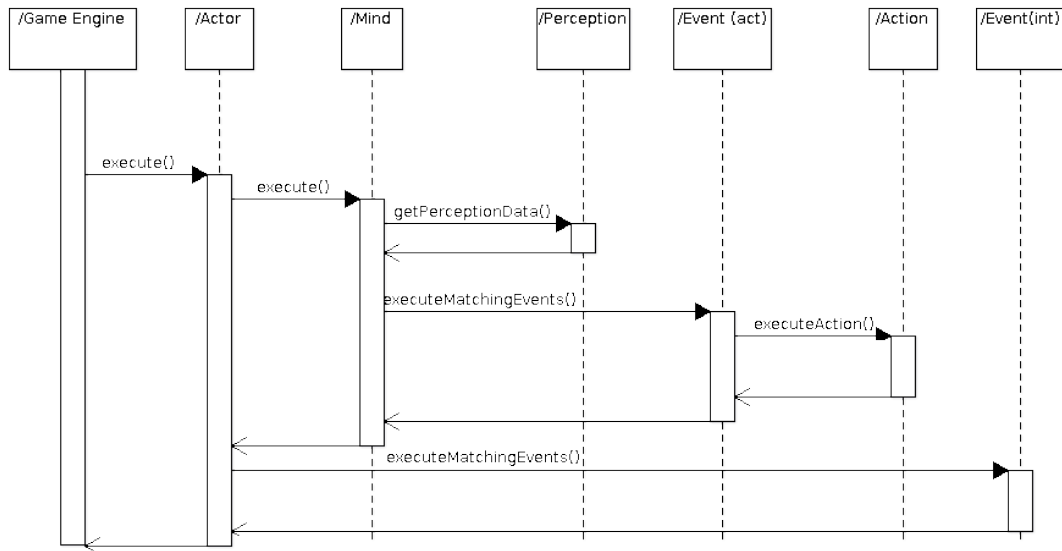 /Game Engine
/Actor
/Mind
/Perception
/Event (act)
/Action
/Event(int)
execute()
execute()
getPerceptionData()
executeMatchingEvents()
executeAction()
executeMatchingEvents()